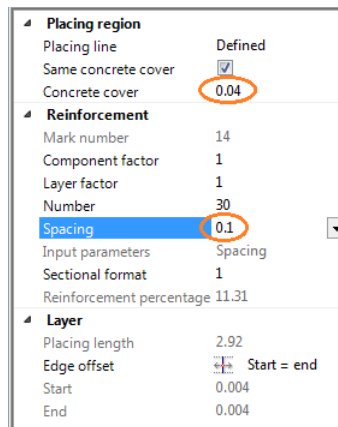 Placing region
Placing line Defined
Same concrete cover
Concrete cover 0.04
Reinforcement
Mark number 14
Component factor 1
Layer factor 1
Number 30
Spacing 0.1
Input parameters Spacing
Sectional format 1
Reinforcement percentage 11.31
Layer
Placing length 2.92
Edge offset Start = end
Start 0.004
End 0.004